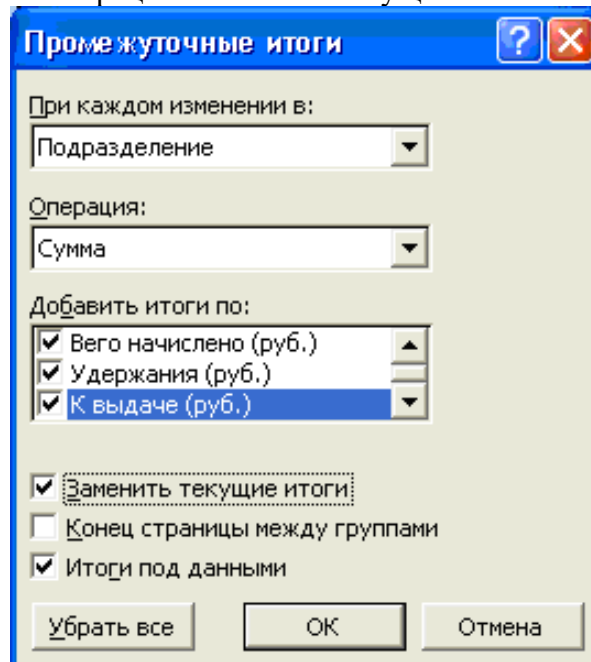 Промежуточные итоги
При каждом изменении в:
Подразделение
Операция:
Сумма
Добавить итоги по:
Вего начислено (руб.)
Удержания (руб.)
К выдаче (руб.)
Заменить текущие итоги
Конец страницы между группами
Итоги под данными
Убрать все ОК Отмена